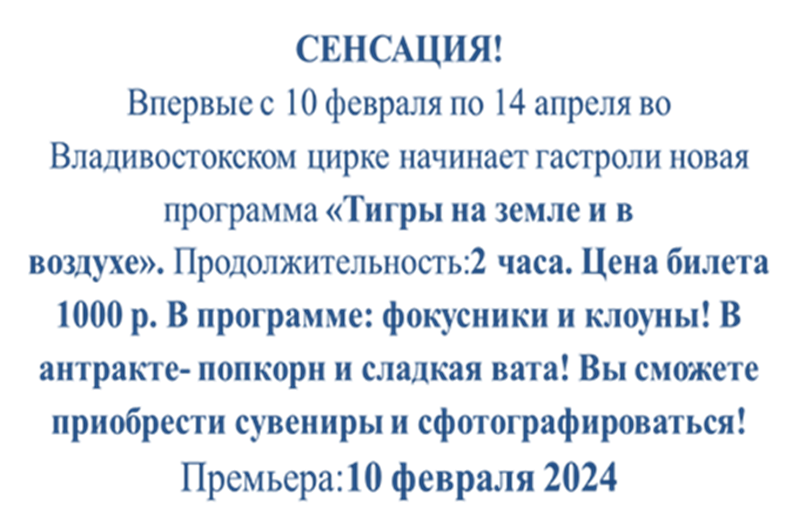 СЕНСАЦИЯ!
Впервые с 10 февраля по 14 апреля во
Владивостокском цирке начинает гастроли новая
программа «Тигры на земле и в
воздухе». Продолжительность:2 часа. Цена билета
1000 р. В программе: фокусники и клоуны! В
антракте- попкорн и сладкая вата! Вы сможете
приобрести сувениры и сфотографироваться!
Премьера:10 февраля 2024